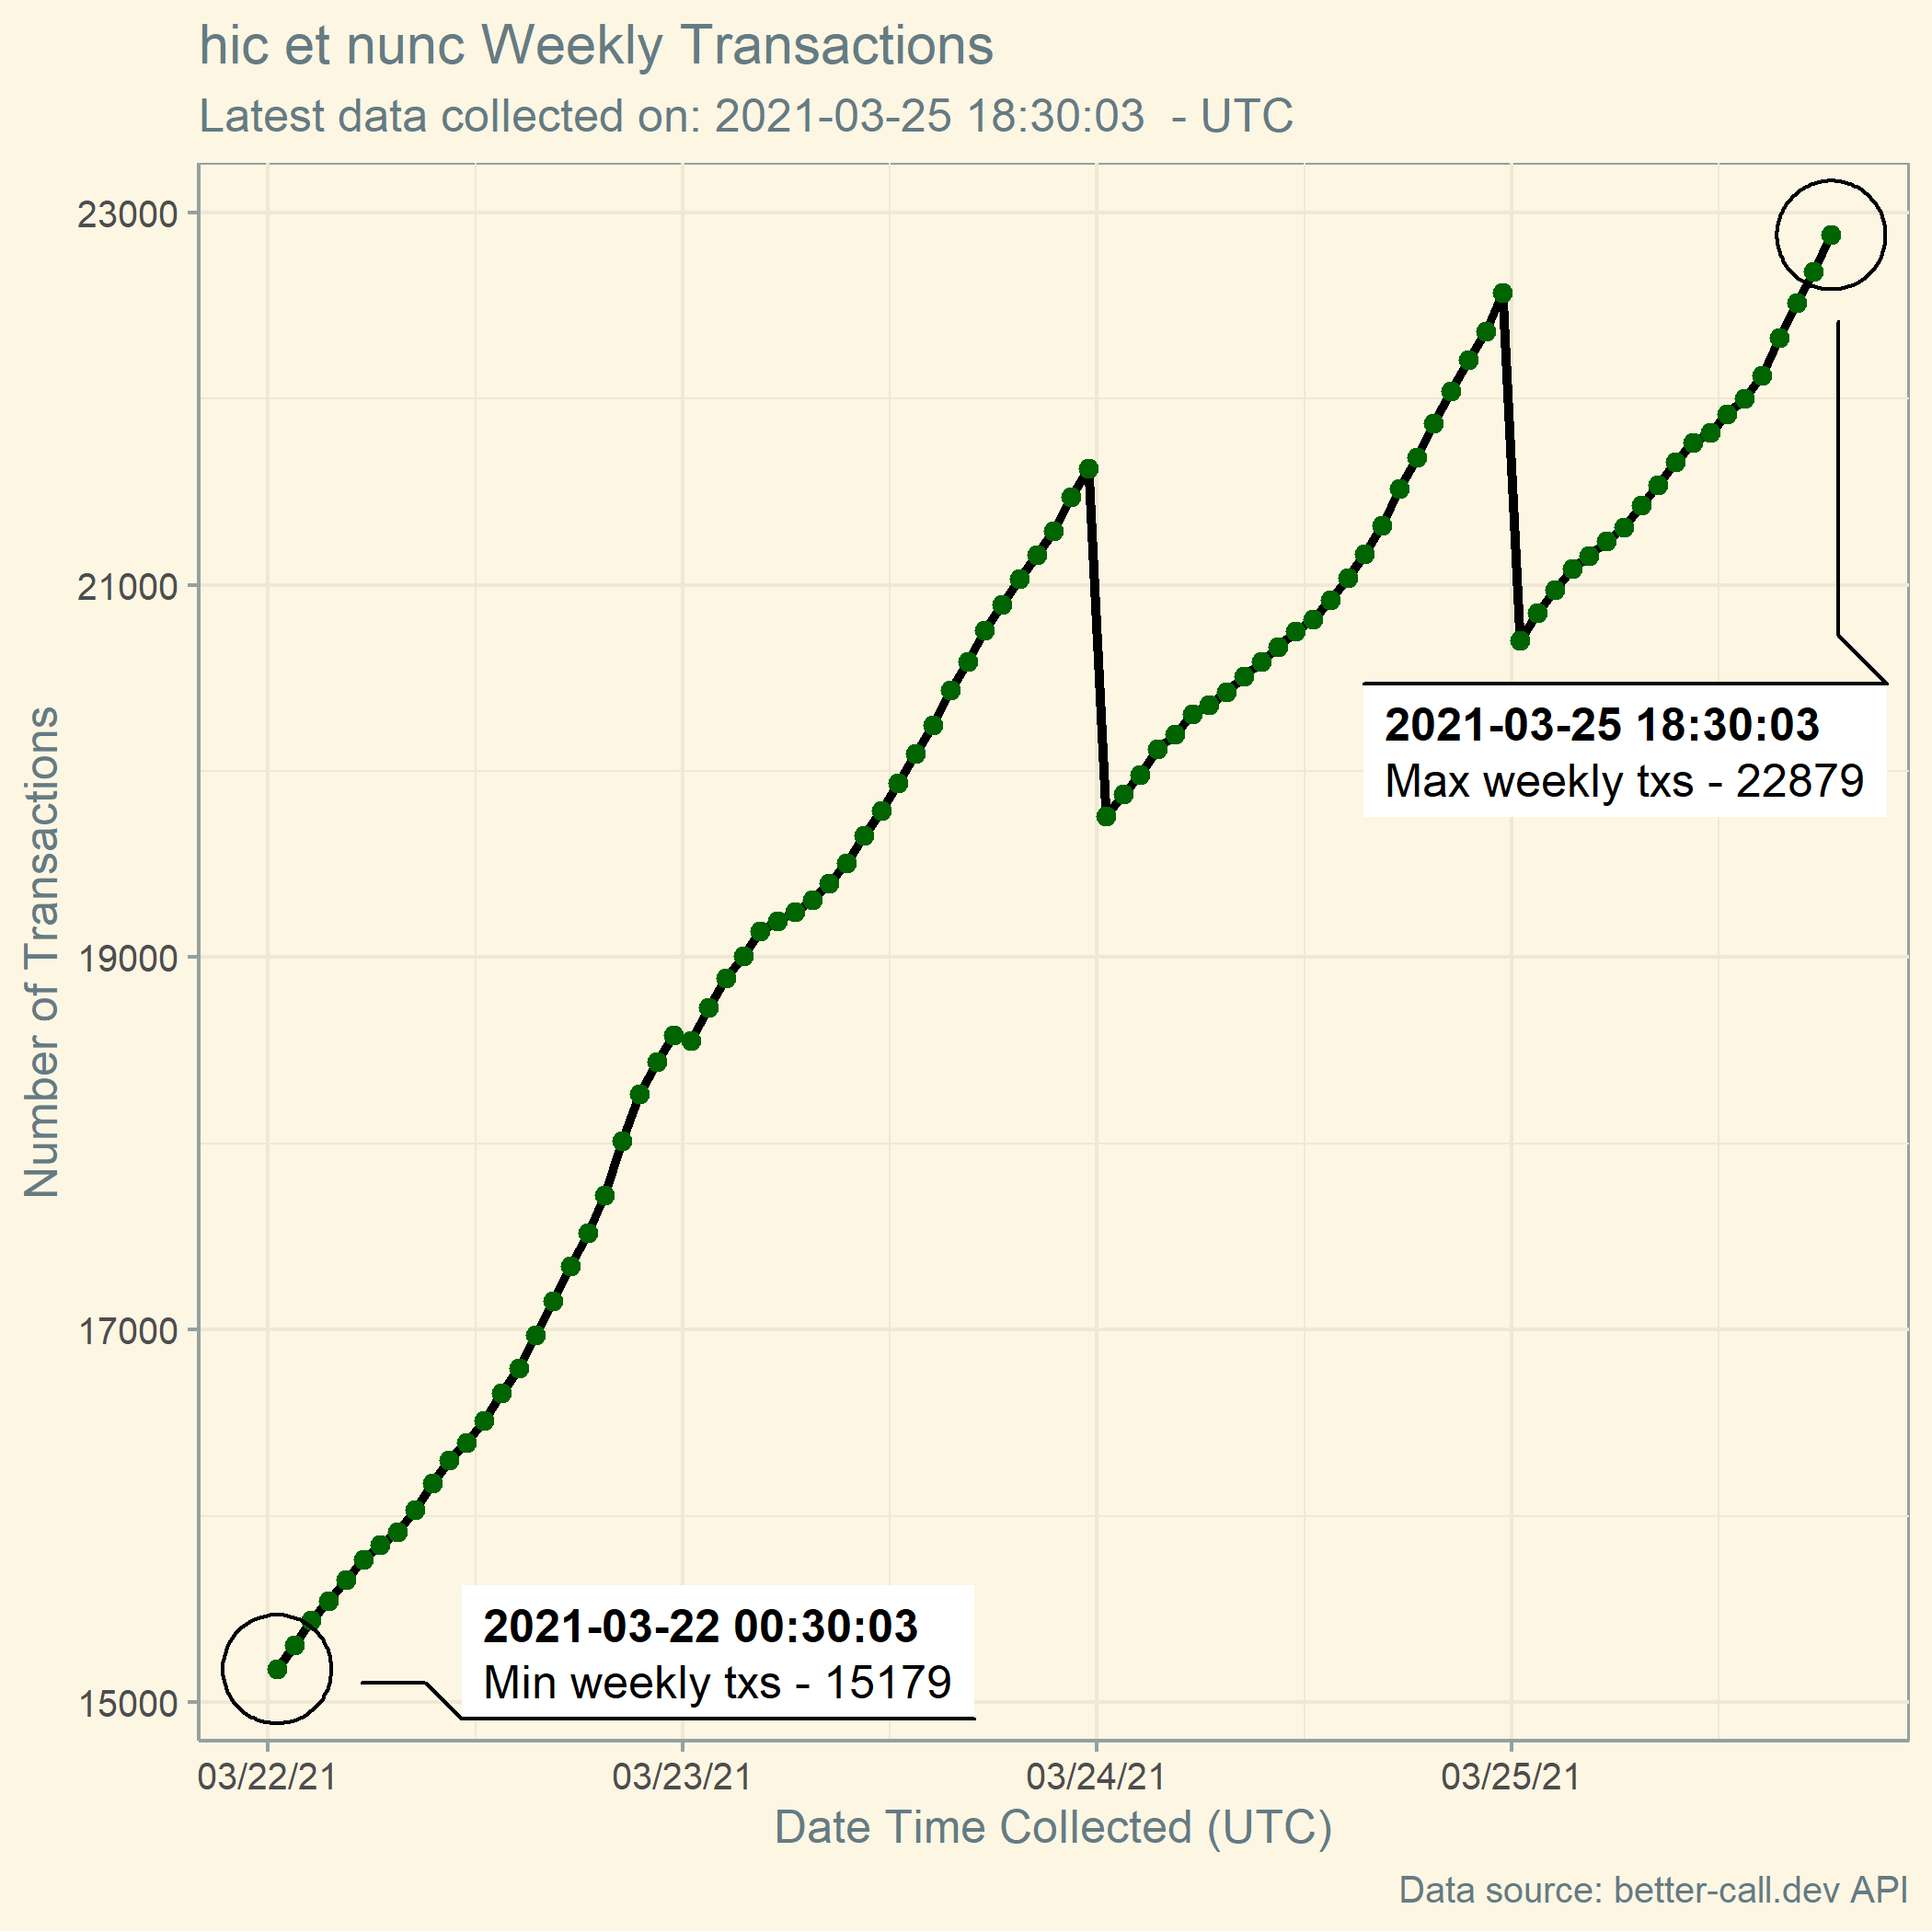 hic et nunc Weekly Transactions
Latest data collected on: 2021-03-25 18:30:03  - UTC
Number of Transactions
23000
21000
19000
17000
15000
2021-03-25 18:30:03
Max weekly txs - 22879
2021-03-22 00:30:03
Min weekly txs - 15179
03/22/21 03/23/21 03/24/21 03/25/21
Date Time Collected (UTC)
Data source: better-call.dev API